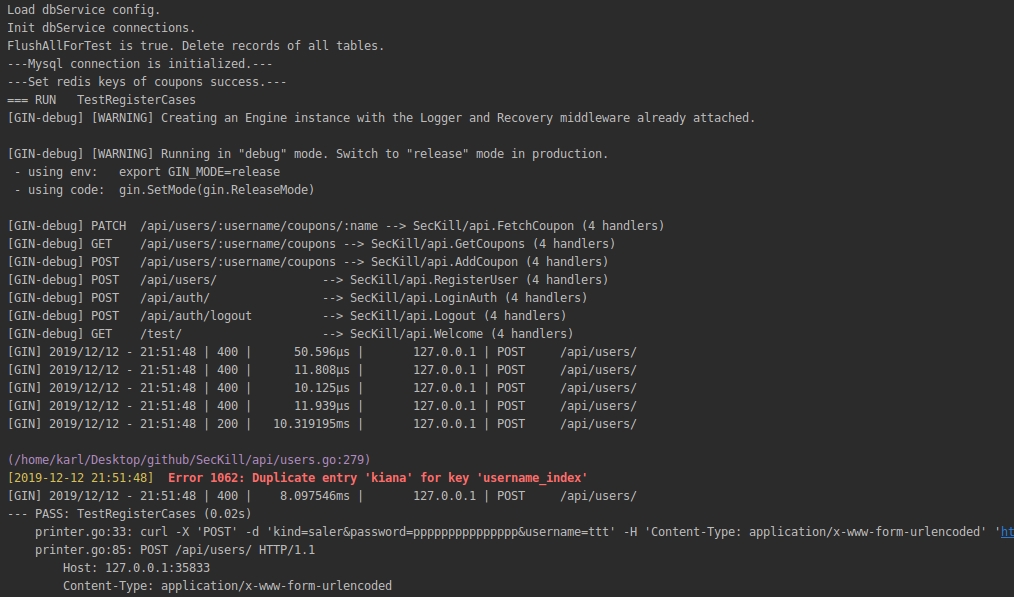 Load dbService config.
Init dbService connections.
FlushAllForTest is true. Delete records of all tables.
---Mysql connection is initialized.---
---Set redis keys of coupons success.---
=== RUN   TestRegisterCases
[GIN-debug] [WARNING] Creating an Engine instance with the Logger and Recovery middleware already attached.
[GIN-debug] [WARNING] Running in "debug" mode. Switch to "release" mode in production.
 - using env:   export GIN_MODE=release
 - using code:  gin.SetMode(gin.ReleaseMode)
[GIN-debug] PATCH  /api/users/:username/coupons/:name --> SecKill/api.FetchCoupon (4 handlers)
[GIN-debug] GET    /api/users/:username/coupons --> SecKill/api.GetCoupons (4 handlers)
[GIN-debug] POST   /api/users/:username/coupons --> SecKill/api.AddCoupon (4 handlers)
[GIN-debug] POST   /api/users/               --> SecKill/api.RegisterUser (4 handlers)
[GIN-debug] POST   /api/auth/                --> SecKill/api.LoginAuth (4 handlers)
[GIN-debug] POST   /api/auth/logout          --> SecKill/api.Logout (4 handlers)
[GIN-debug] GET    /test/                    --> SecKill/api.Welcome (4 handlers)
[GIN] 2019/12/12 - 21:51:48 | 400 |      50.596µs |       127.0.0.1 | POST     /api/users/
[GIN] 2019/12/12 - 21:51:48 | 400 |      11.808µs |       127.0.0.1 | POST     /api/users/
[GIN] 2019/12/12 - 21:51:48 | 400 |      10.125µs |       127.0.0.1 | POST     /api/users/
[GIN] 2019/12/12 - 21:51:48 | 400 |      11.939µs |       127.0.0.1 | POST     /api/users/
[GIN] 2019/12/12 - 21:51:48 | 200 |   10.319195ms |       127.0.0.1 | POST     /api/users/
(/home/karl/Desktop/github/SecKill/api/users.go:279)
[2019-12-12 21:51:48]  Error 1062: Duplicate entry 'kiana' for key 'username_index'
[GIN] 2019/12/12 - 21:51:48 | 400 |    8.097546ms |       127.0.0.1 | POST     /api/users/
--- PASS: TestRegisterCases (0.02s)
    printer.go:33: curl -X 'POST' -d 'kind=saler&password=ppppppppppppppp&username=ttt' -H 'Content-Type: application/x-www-form-urlencoded' 'ht
    printer.go:85: POST /api/users/ HTTP/1.1
        Host: 127.0.0.1:35833
        Content-Type: application/x-www-form-urlencoded